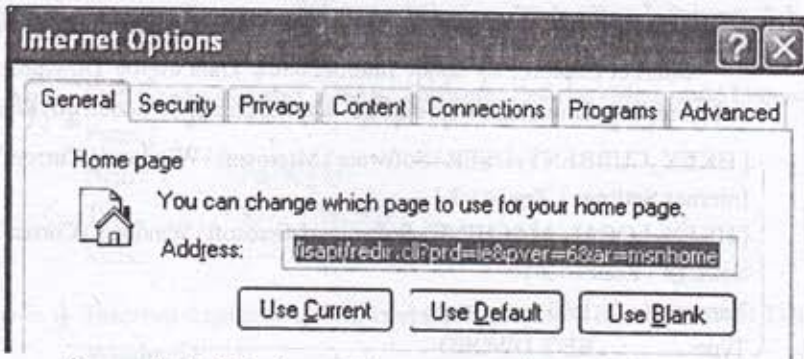 Internet Options
General Security Privacy Content Connections Programs Advanced
Home page
You can change which page to use for your home page.
Address: /isapi/redir.dll?prd=ie&pver=6&ar=msnhome
Use Current Use Default Use Blank